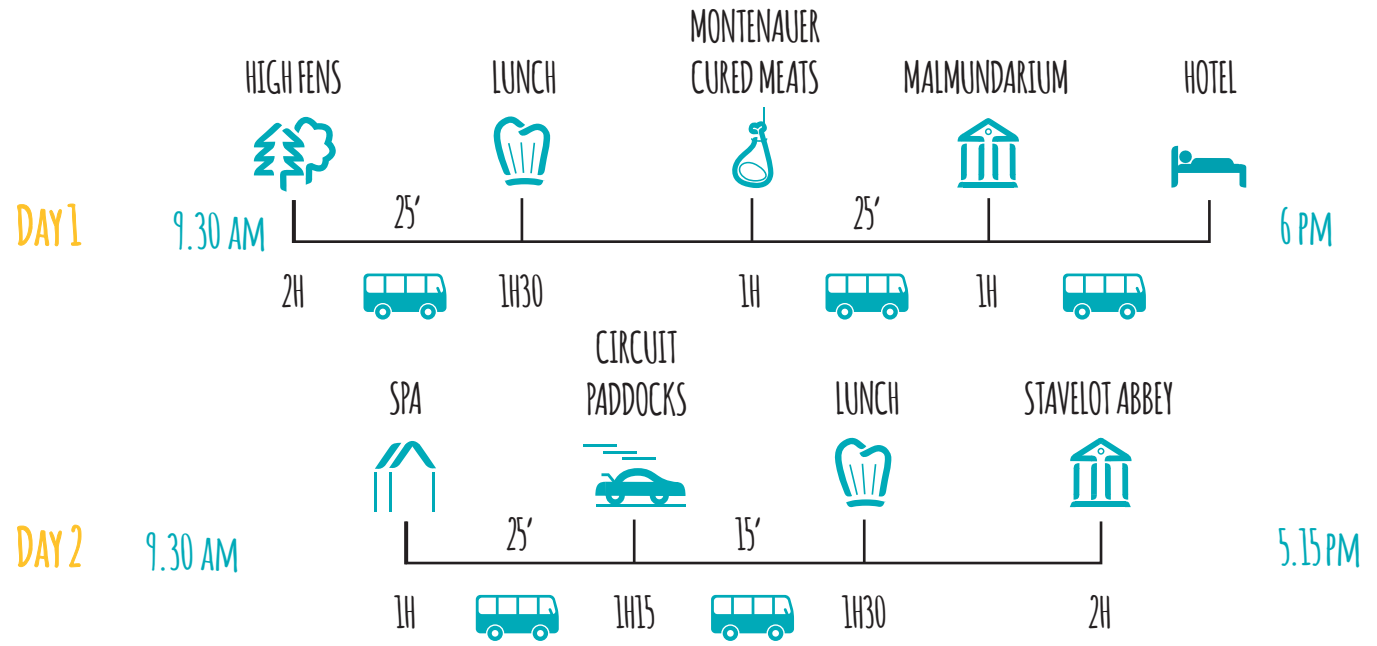 MONTENAUER
HIGH FENS LUNCH CURED MEATS MALMUNDARIUM HOTEL
DAY 1 9.30 AM 25' 25' 6 PM
2H 1H30 1H 1H
CIRCUIT
SPA PADDOCKS LUNCH STAVELOT ABBEY
DAY 2 9.30 AM 25' 15' 5.15 PM
1H 1H15 1H30 2H